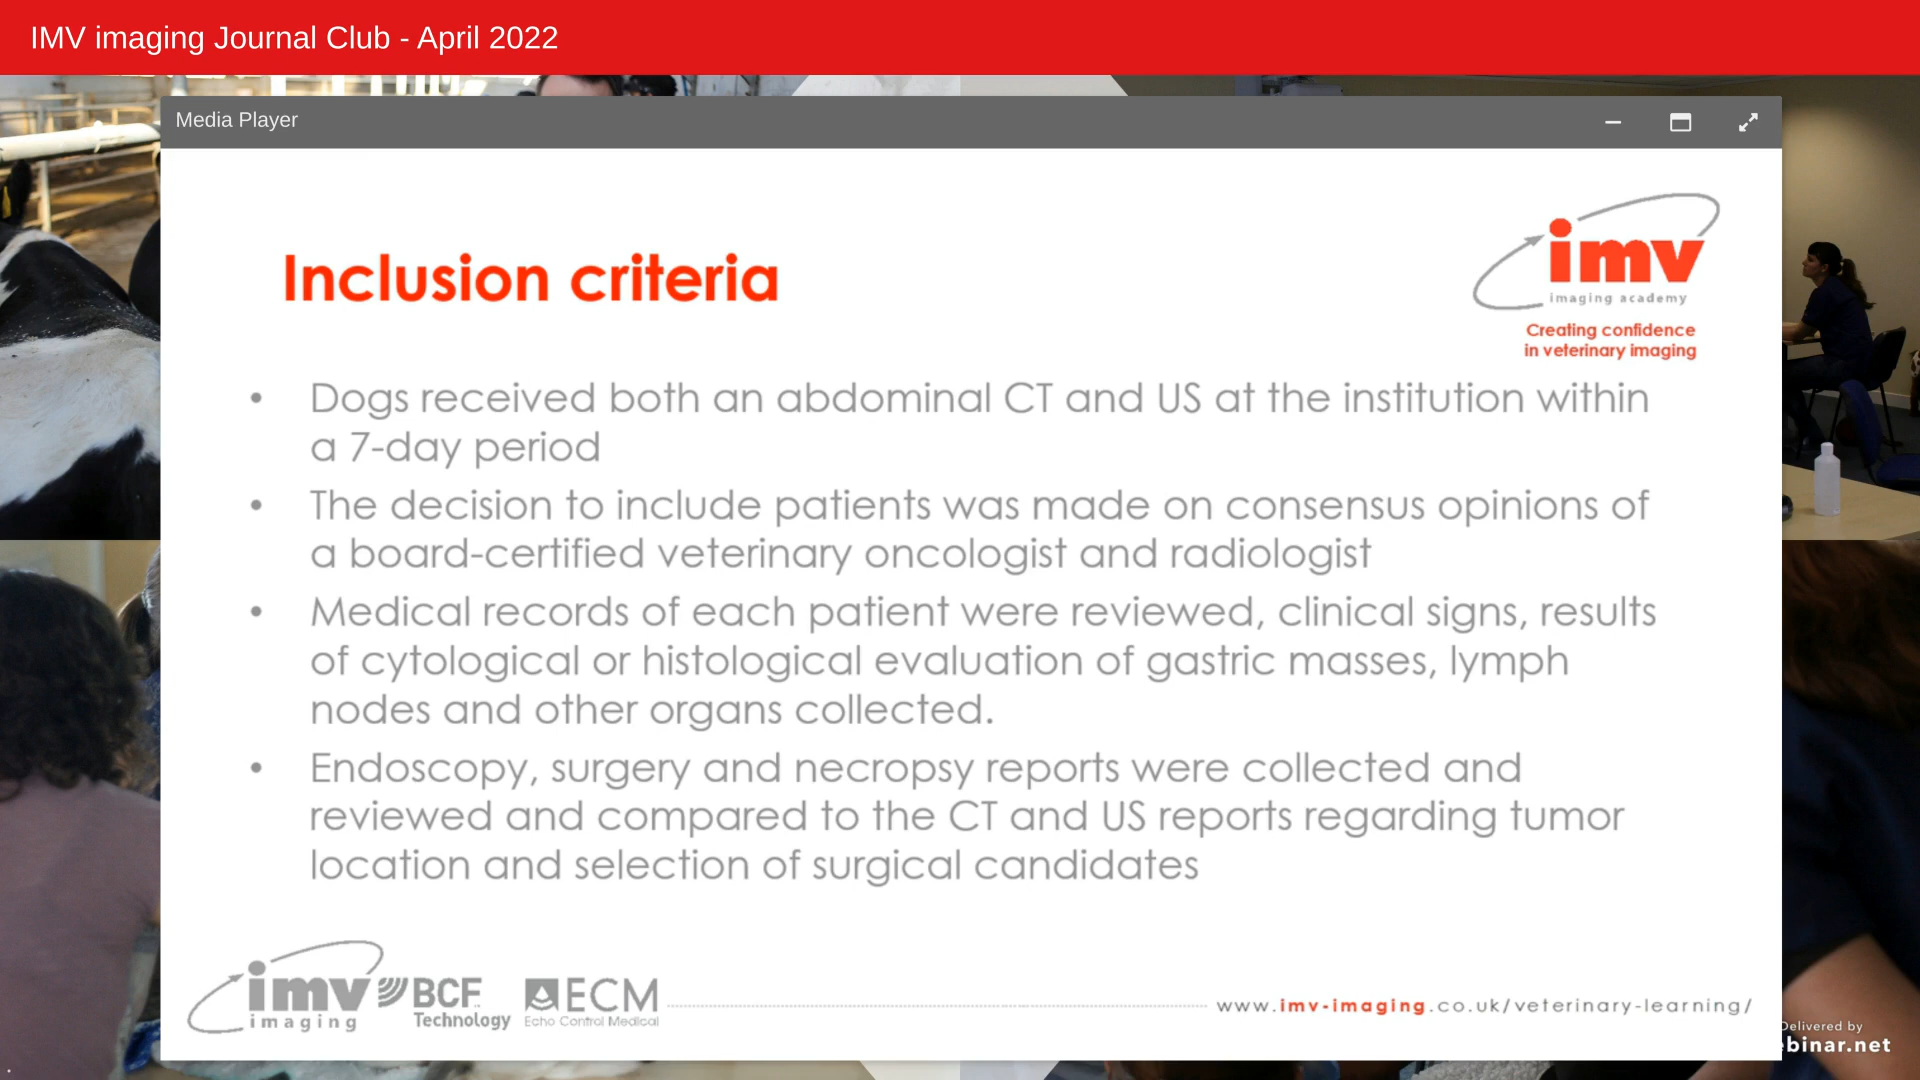 IMV imaging Journal Club - April 2022
Media Player
imv
imaging academy
Creating confidence
in veterinary imaging
Inclusion criteria
• Dogs received both an abdominal CT and US at the institution within
a 7-day period
• The decision to include patients was made on consensus opinions of
a board-certified veterinary oncologist and radiologist
• Medical records of each patient were reviewed, clinical signs, results
of cytological or histological evaluation of gastric masses, lymph
nodes and other organs collected.
• Endoscopy, surgery and necropsy reports were collected and
reviewed and compared to the CT and US reports regarding tumor
location and selection of surgical candidates
imv
imaging
BCF
Technology
ECM
Echo Control Medical
www.imv-imaging.co.uk/veterinary-learning/
Delivered by
ebinar.net